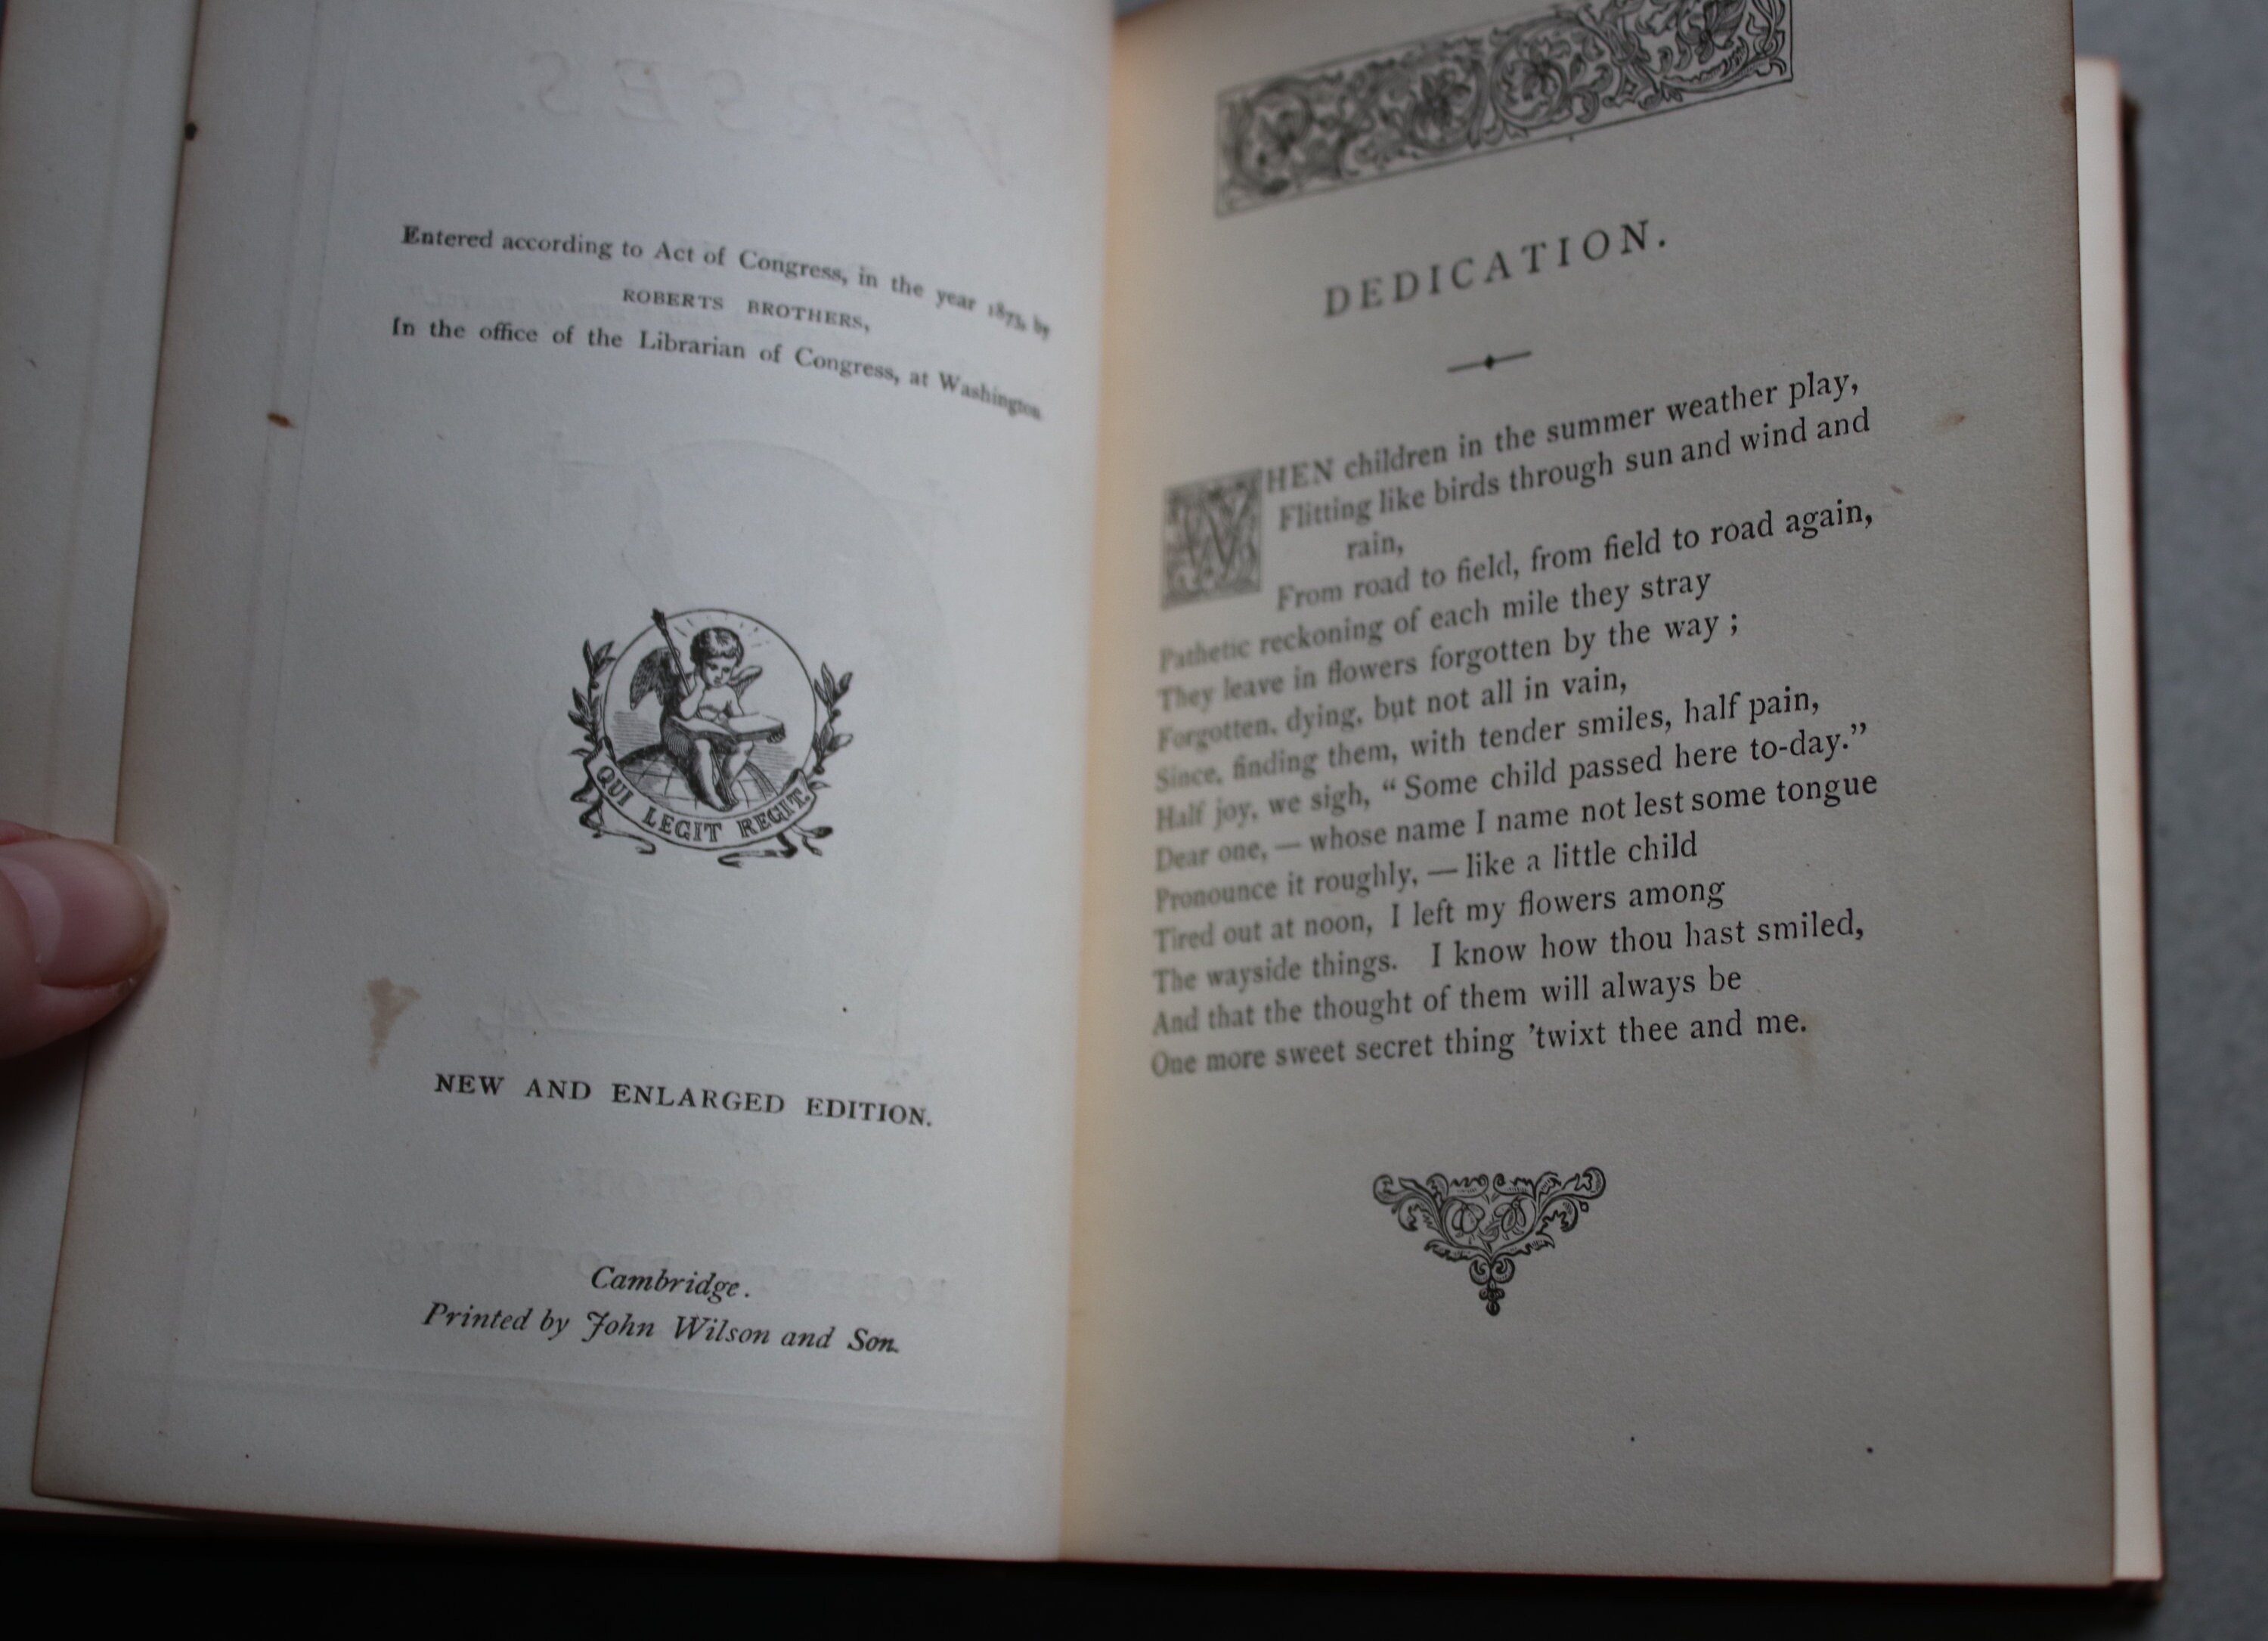 Entered according to Act of Congress, in the year 1873, by
ROBERTS BROTHERS,
In the office of the Librarian of Congress, at Washington
QUI LEGIT REGIT.
NEW AND ENLARGED EDITION.
Cambridge.
Printed by John Wilson and Son.
DEDICATION.
WHEN children in the summer weather play,
Flitting like birds through sun and wind and
rain,
From road to field, from field to road again,
Pathetic reckoning of each mile they stray
They leave in flowers forgotten by the way ;
Forgotten, dying, but not all in vain,
Since, finding them, with tender smiles, half pain,
Half joy, we sigh, “ Some child passed here to-day.”
Dear one, — whose name I name not lest some tongue
Pronounce it roughly, — like a little child
Tired out at noon, I left my flowers among
The wayside things. I know how thou hast smiled,
And that the thought of them will always be
One more sweet secret thing ’twixt thee and me.